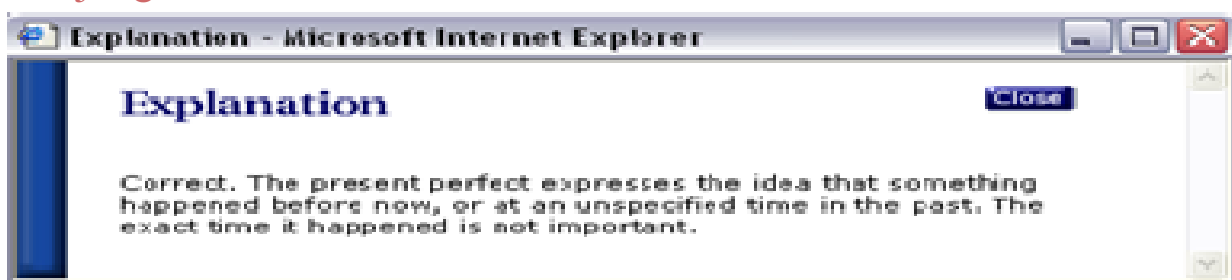 Explanation - Microsoft Internet Explorer
Explanation
Close
Correct. The present perfect expresses the idea that something
happened before now, or at an unspecified time in the past. The
exact time it happened is not important.